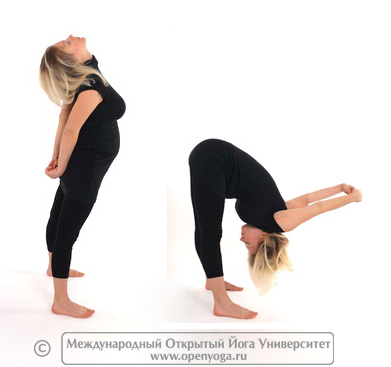 © Международный Открытый Йога Университет
www.openyoga.ru